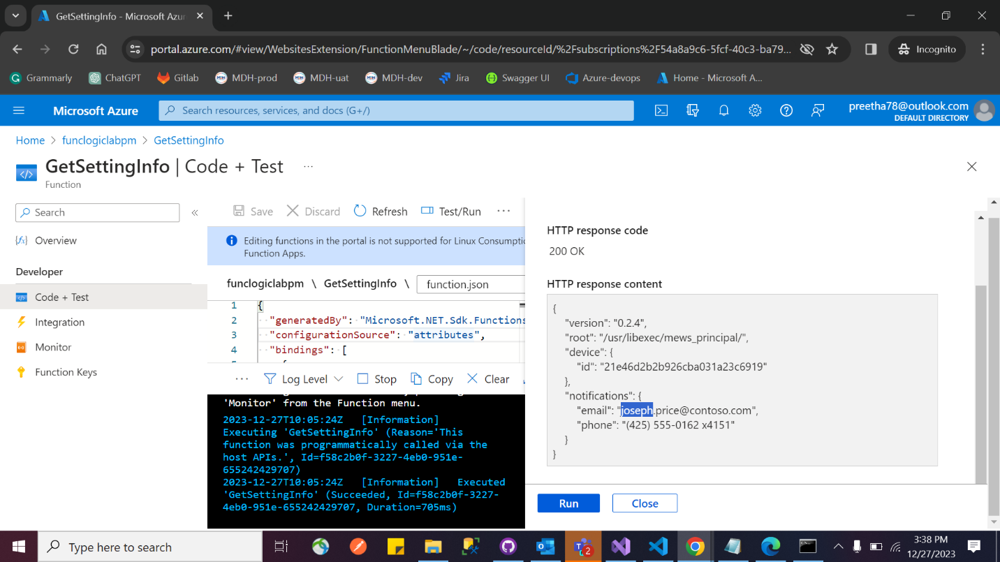 GetSettingInfo - Microsoft Azur
portal.azure.com/#view/WebsitesExtension/FunctionMenuBlade/~/code/resourceId/%2Fsubscriptions%2F54a8a9c6-5fcf-40c3-ba79...
Incognito
Grammarly
ChatGPT
Gitlab
MDH-prod
MDH-uat
MDH-dev
Jira
Swagger UI
Azure-devops
Home - Microsoft A...
Microsoft Azure
Search resources, services, and docs (G+/)
preetha78@outlook.com
DEFAULT DIRECTORY
Home > funclogiclabpm > GetSettingInfo
GetSettingInfo | Code + Test ...
Function
Search
Overview
Developer
Code + Test
Integration
Monitor
Function Keys
Save Discard Refresh Test/Run ...
Editing functions in the portal is not supported for Linux Consumptio
Function Apps.
funclogiclabpm \ GetSettingInfo \ function.json
1 {
2 "generatedBy": "Microsoft.NET.Sdk.Functions
3 "configurationSource": "attributes",
4 "bindings": [
... Log Level Stop Copy Clear
'Monitor' from the Function menu.
2023-12-27T10:05:24Z [Information]
Executing 'GetSettingInfo' (Reason='This
function was programmatically called via the
host APIs.', Id=f58c2b0f-3227-4eb0-951e-
655242429707)
2023-12-27T10:05:24Z [Information] Executed
'GetSettingInfo' (Succeeded, Id=f58c2b0f-3227-
4eb0-951e-655242429707, Duration=705ms)
HTTP response code
200 OK
HTTP response content
{
"version": "0.2.4",
"root": "/usr/libexec/mews_principal/",
"device": {
"id": "21e46d2b2b926cba031a23c6919"
},
"notifications": {
"email": "joseph.price@contoso.com",
"phone": "(425) 555-0162 x4151"
}
}
Run
Close
Type here to search
2
3:38 PM
12/27/2023